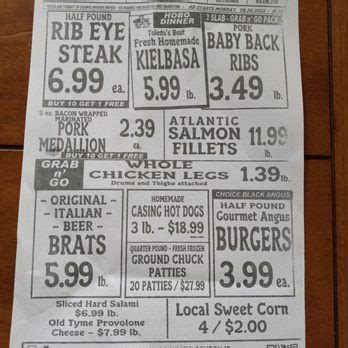 AD STARTS MONDAY,
HALF POUND
RIB EYE
STEAK
6.99 ea.
BUY 10 GET 1 FREE
HOBO
DINNER
Toledo's Best
Fresh Homemade
KIELBASA
5.99 lb.
3 SLAB - GRAB n' GO PACK
PORK
BABY BACK
RIBS
3.49 lb.
5 oz. BACON WRAPPED
MARINATED
PORK
MEDALLION
2.39 ea.
BUY 10 GET 1 FREE
ATLANTIC
SALMON
FILLETS
11.99 lb.
GRAB
n'
GO
WHOLE
CHICKEN LEGS
Drums and Thighs attached
1.39 lb.
- ORIGINAL -
- ITALIAN -
- BEER -
BRATS
5.99 lb.
HOMEMADE
CASING HOT DOGS
3 lb. - $18.99
QUARTER POUND - FRESH FROZEN
GROUND CHUCK
PATTIES
20 PATTIES / $27.99
CHOICE BLACK ANGUS
HALF POUND
Gourmet Angus
BURGERS
3.99 ea.
Sliced Hard Salami
$6.99 lb.
Old Tyme Provolone
Cheese - $7.99 lb.
Local Sweet Corn
4 / $2.00